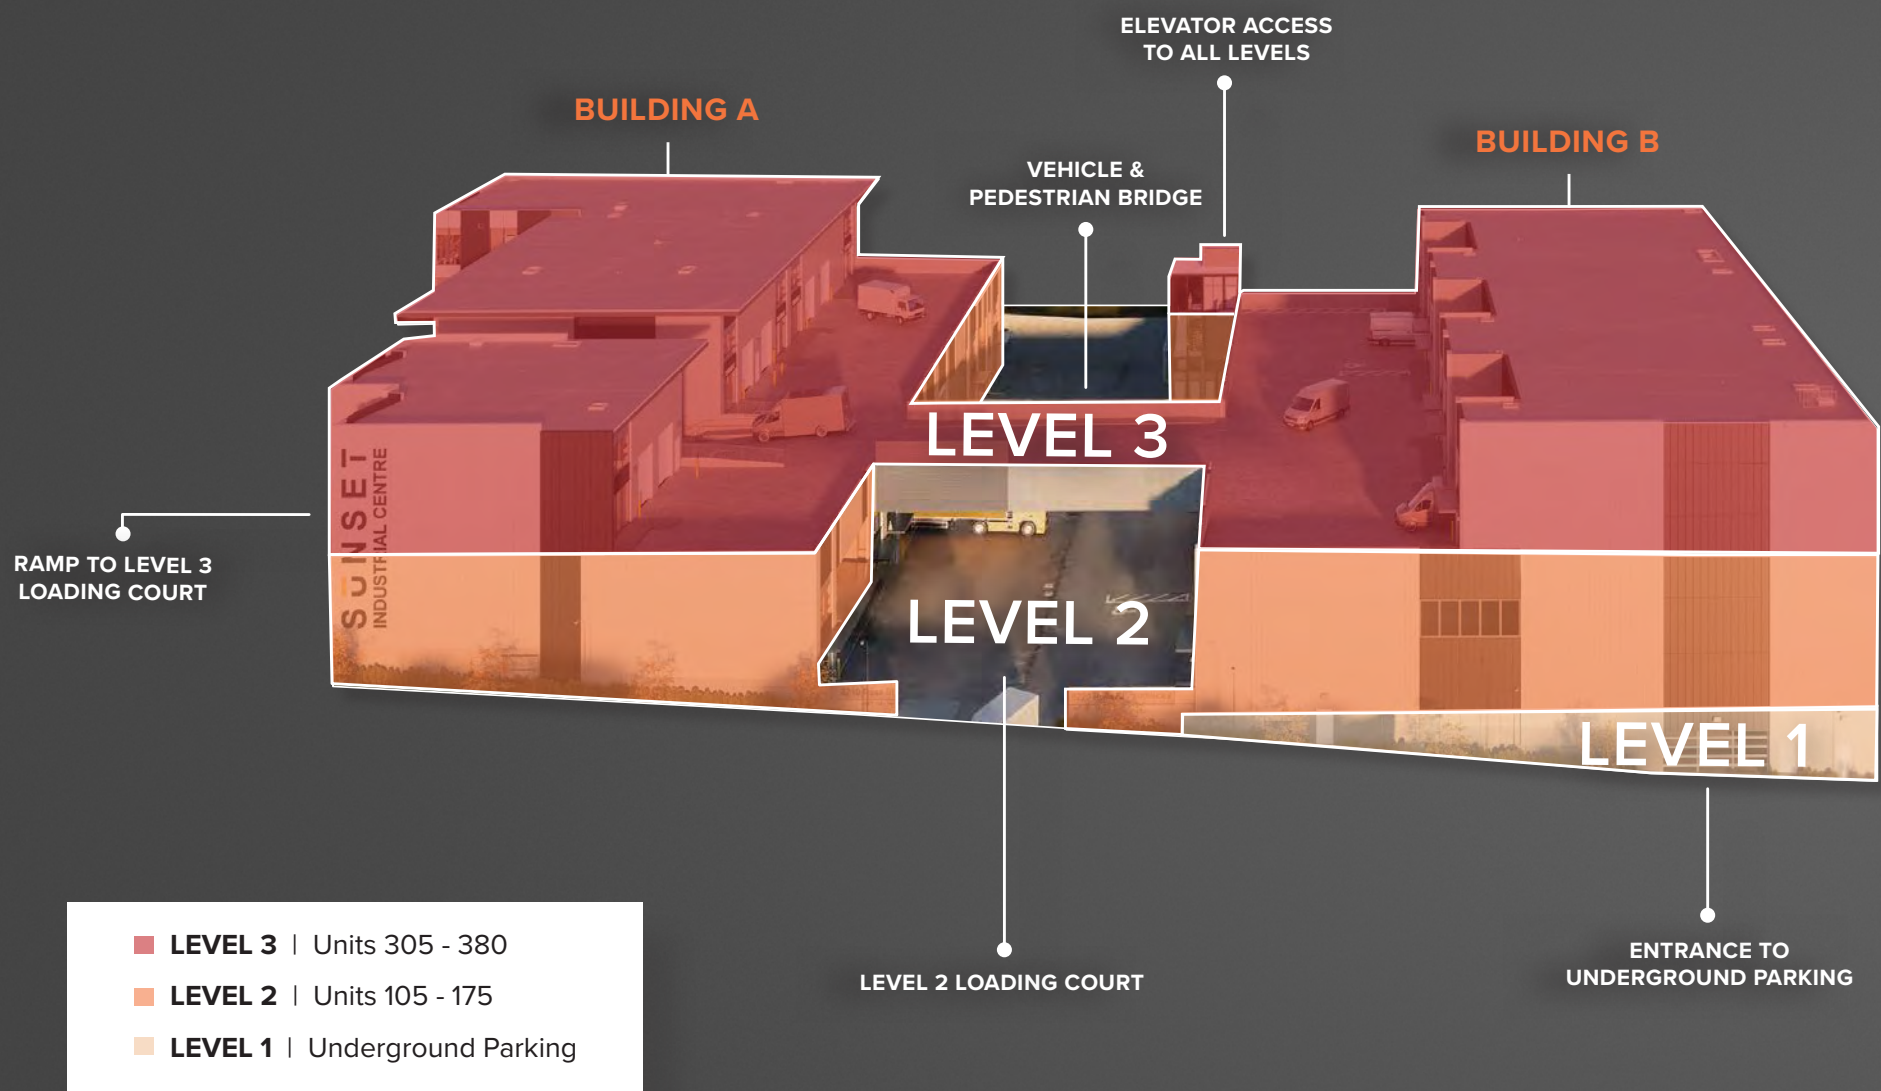 ELEVATOR ACCESS
TO ALL LEVELS
BUILDING A
BUILDING B
VEHICLE &
PEDESTRIAN BRIDGE
LEVEL 3
SUNSET
INDUSTRIAL CENTRE
RAMP TO LEVEL 3
LOADING COURT
LEVEL 2
LEVEL 1
ENTRANCE TO
UNDERGROUND PARKING
LEVEL 2 LOADING COURT
LEVEL 3 | Units 305 - 380
LEVEL 2 | Units 105 - 175
LEVEL 1 | Underground Parking